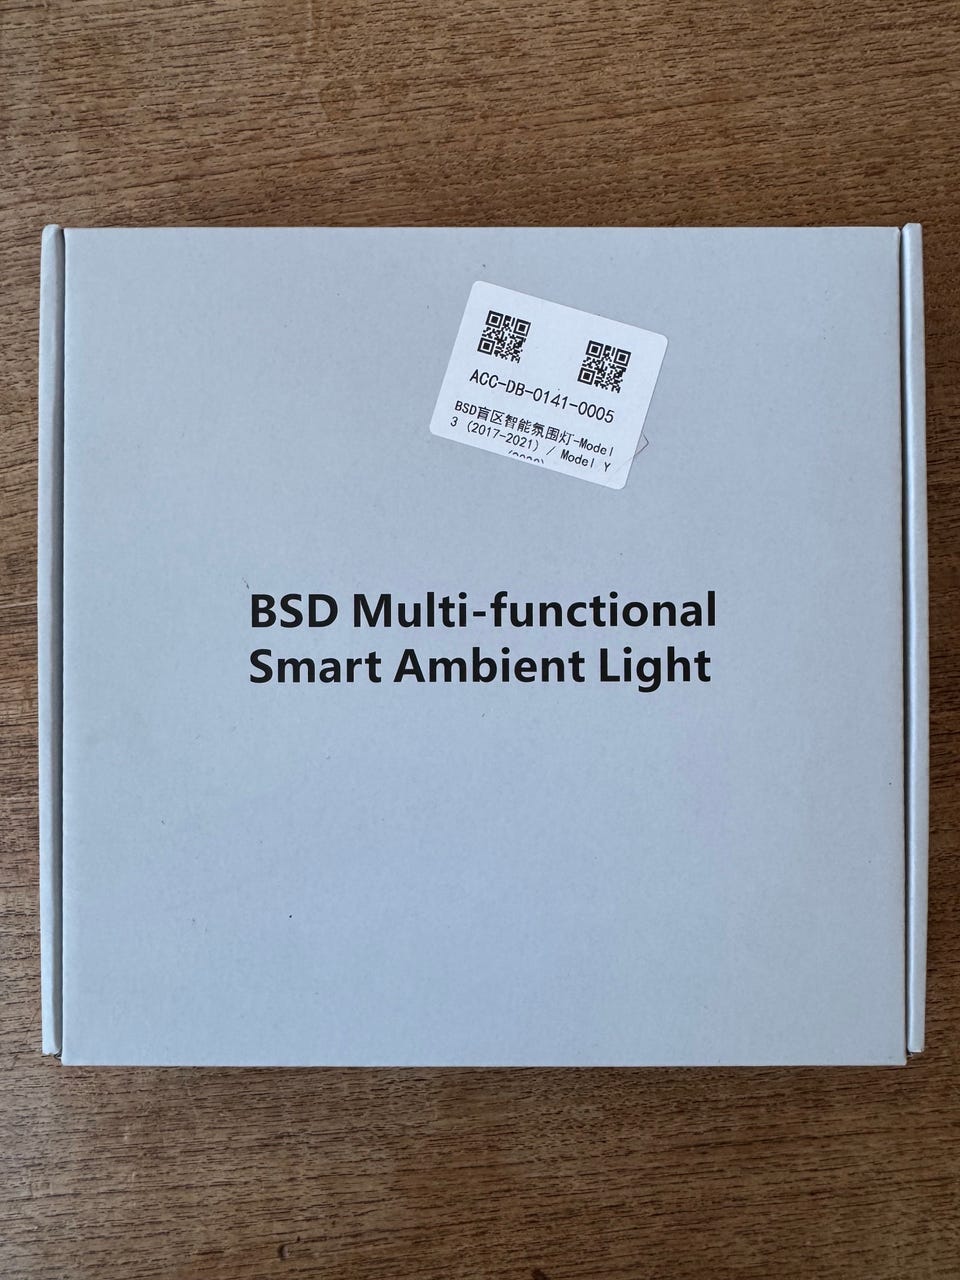 ACC-DB-0141-0005
BSD盲区智能氛围灯-Model
3 (2017-2021) / Model Y
BSD Multi-functional
Smart Ambient Light